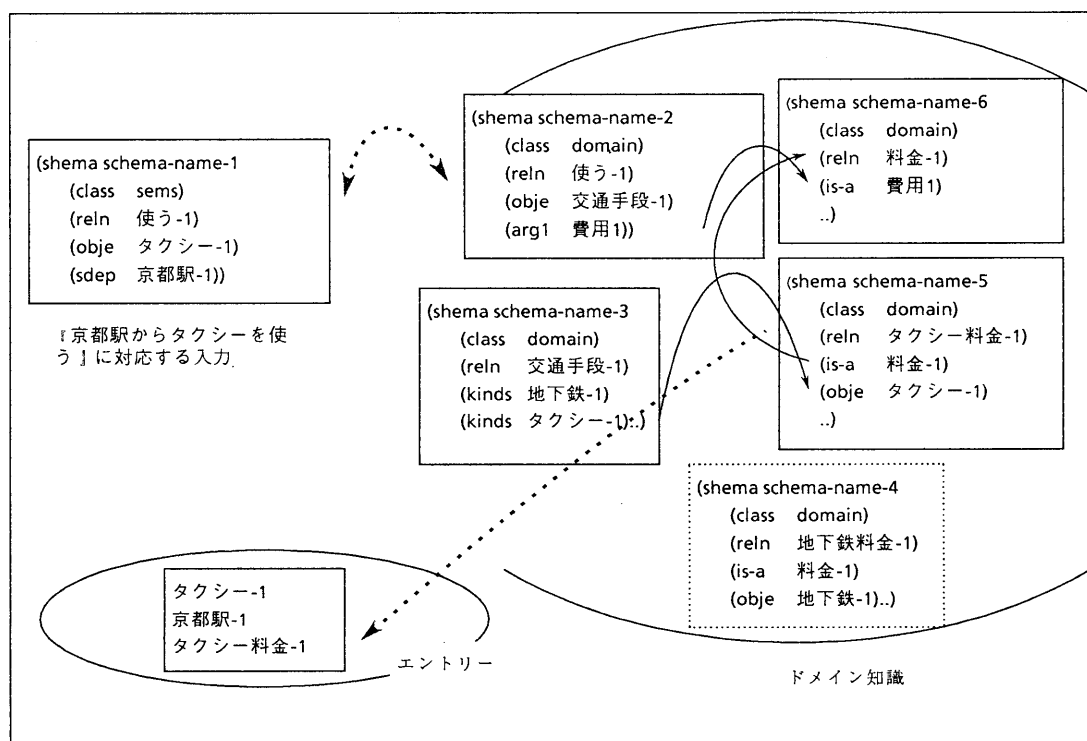 (shema schema-name-1
(class sems)
(reln 使う-1)
(obje タクシー-1)
(sdep 京都駅-1))
『京都駅からタクシーを使
う』に対応する入力
(shema schema-name-2
(class domain)
(reln 使う-1)
(obje 交通手段-1)
(arg1 費用1))
(shema schema-name-6
(class domain)
(reln 料金-1)
(is-a 費用1)
..)
(shema schema-name-3
(class domain)
(reln 交通手段-1)
(kinds 地下鉄-1)
(kinds タクシー-1)..)
(shema schema-name-5
(class domain)
(reln タクシー料金-1)
(is-a 料金-1)
(obje タクシー-1)
..)
(shema schema-name-4
(class domain)
(reln 地下鉄料金-1)
(is-a 料金-1)
(obje 地下鉄-1)..)
タクシー-1
京都駅-1
タクシー料金-1
エントリー
ドメイン知識